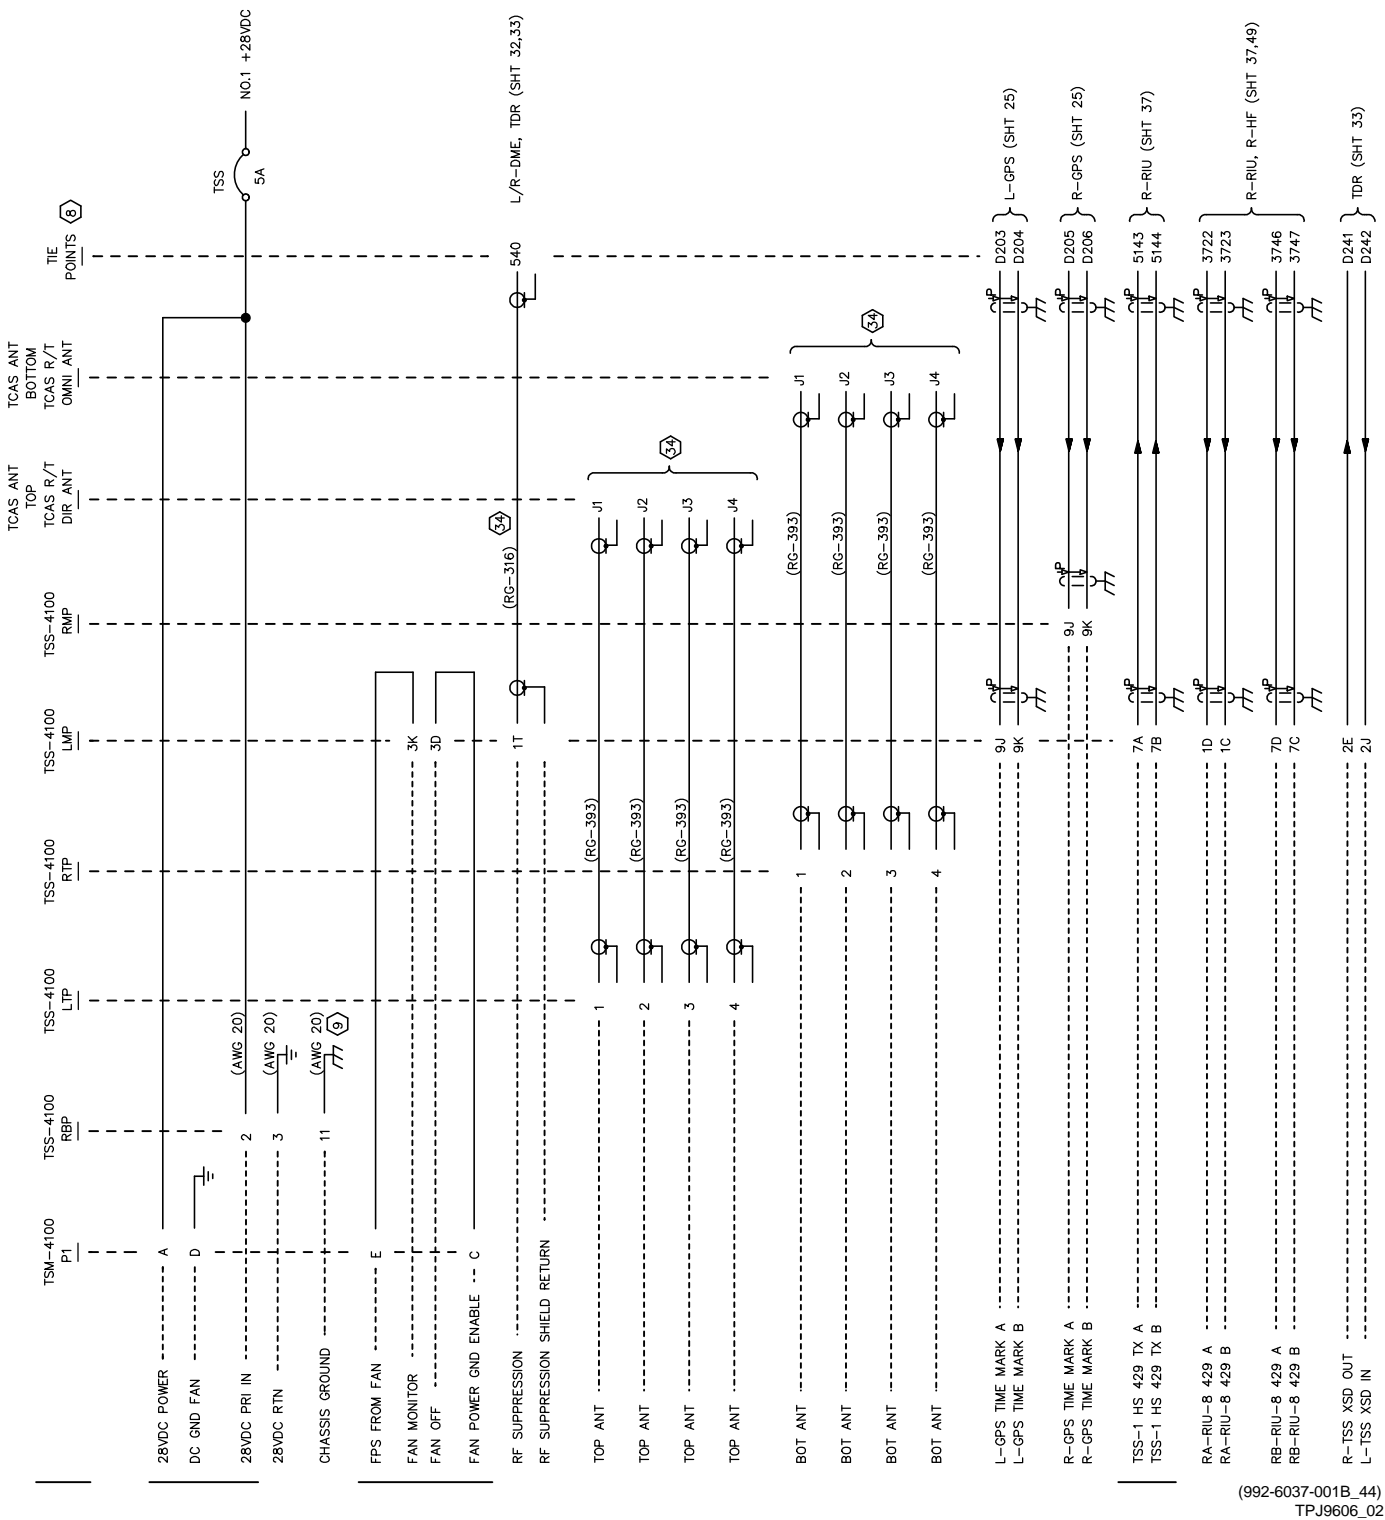 TSM-4100
P1
TSS-4100
RBP
TSS-4100
LTP
TSS-4100
RTP
TSS-4100
LMP
TSS-4100
RMP
TCAS ANT
TOP
TCAS R/T
DIR ANT
TCAS ANT
BOTTOM
TCAS R/T
OMNI ANT
TIE
POINTS
8
28VDC POWER A
DC GND FAN D
28VDC PRI IN 2 (AWG 20) TSS 5A NO.1 +28VDC
28VDC RTN 3 (AWG 20)
CHASSIS GROUND 11 (AWG 20) 9
FPS FROM FAN E
FAN MONITOR 3K
FAN OFF 3D
FAN POWER GND ENABLE C
RF SUPPRESSION 1T (RG-316) 34 540 L/R-DME, TDR (SHT 32,33)
RF SUPPRESSION SHIELD RETURN
TOP ANT 1 (RG-393) J1
TOP ANT 2 (RG-393) J2
TOP ANT 3 (RG-393) J3
TOP ANT 4 (RG-393) J4
34
BOT ANT 1 (RG-393) J1
BOT ANT 2 (RG-393) J2
BOT ANT 3 (RG-393) J3
BOT ANT 4 (RG-393) J4
34
L-GPS TIME MARK A 9J P P D203
L-GPS TIME MARK B 9K D204
L-GPS (SHT 25)
R-GPS TIME MARK A 9J P P D205
R-GPS TIME MARK B 9K D206
R-GPS (SHT 25)
TSS-1 HS 429 TX A 7A P P 5143
TSS-1 HS 429 TX B 7B 5144
R-RIU (SHT 37)
RA-RIU-8 429 A 1D P P 3722
RA-RIU-8 429 B 1C 3723
RB-RIU-8 429 A 7D P P 3746
RB-RIU-8 429 B 7C 3747
R-RIU, R-HF (SHT 37,49)
R-TSS XSD OUT 2E D241
L-TSS XSD IN 2J D242
TDR (SHT 33)
(992-6037-001B_44)
TPJ9606_02